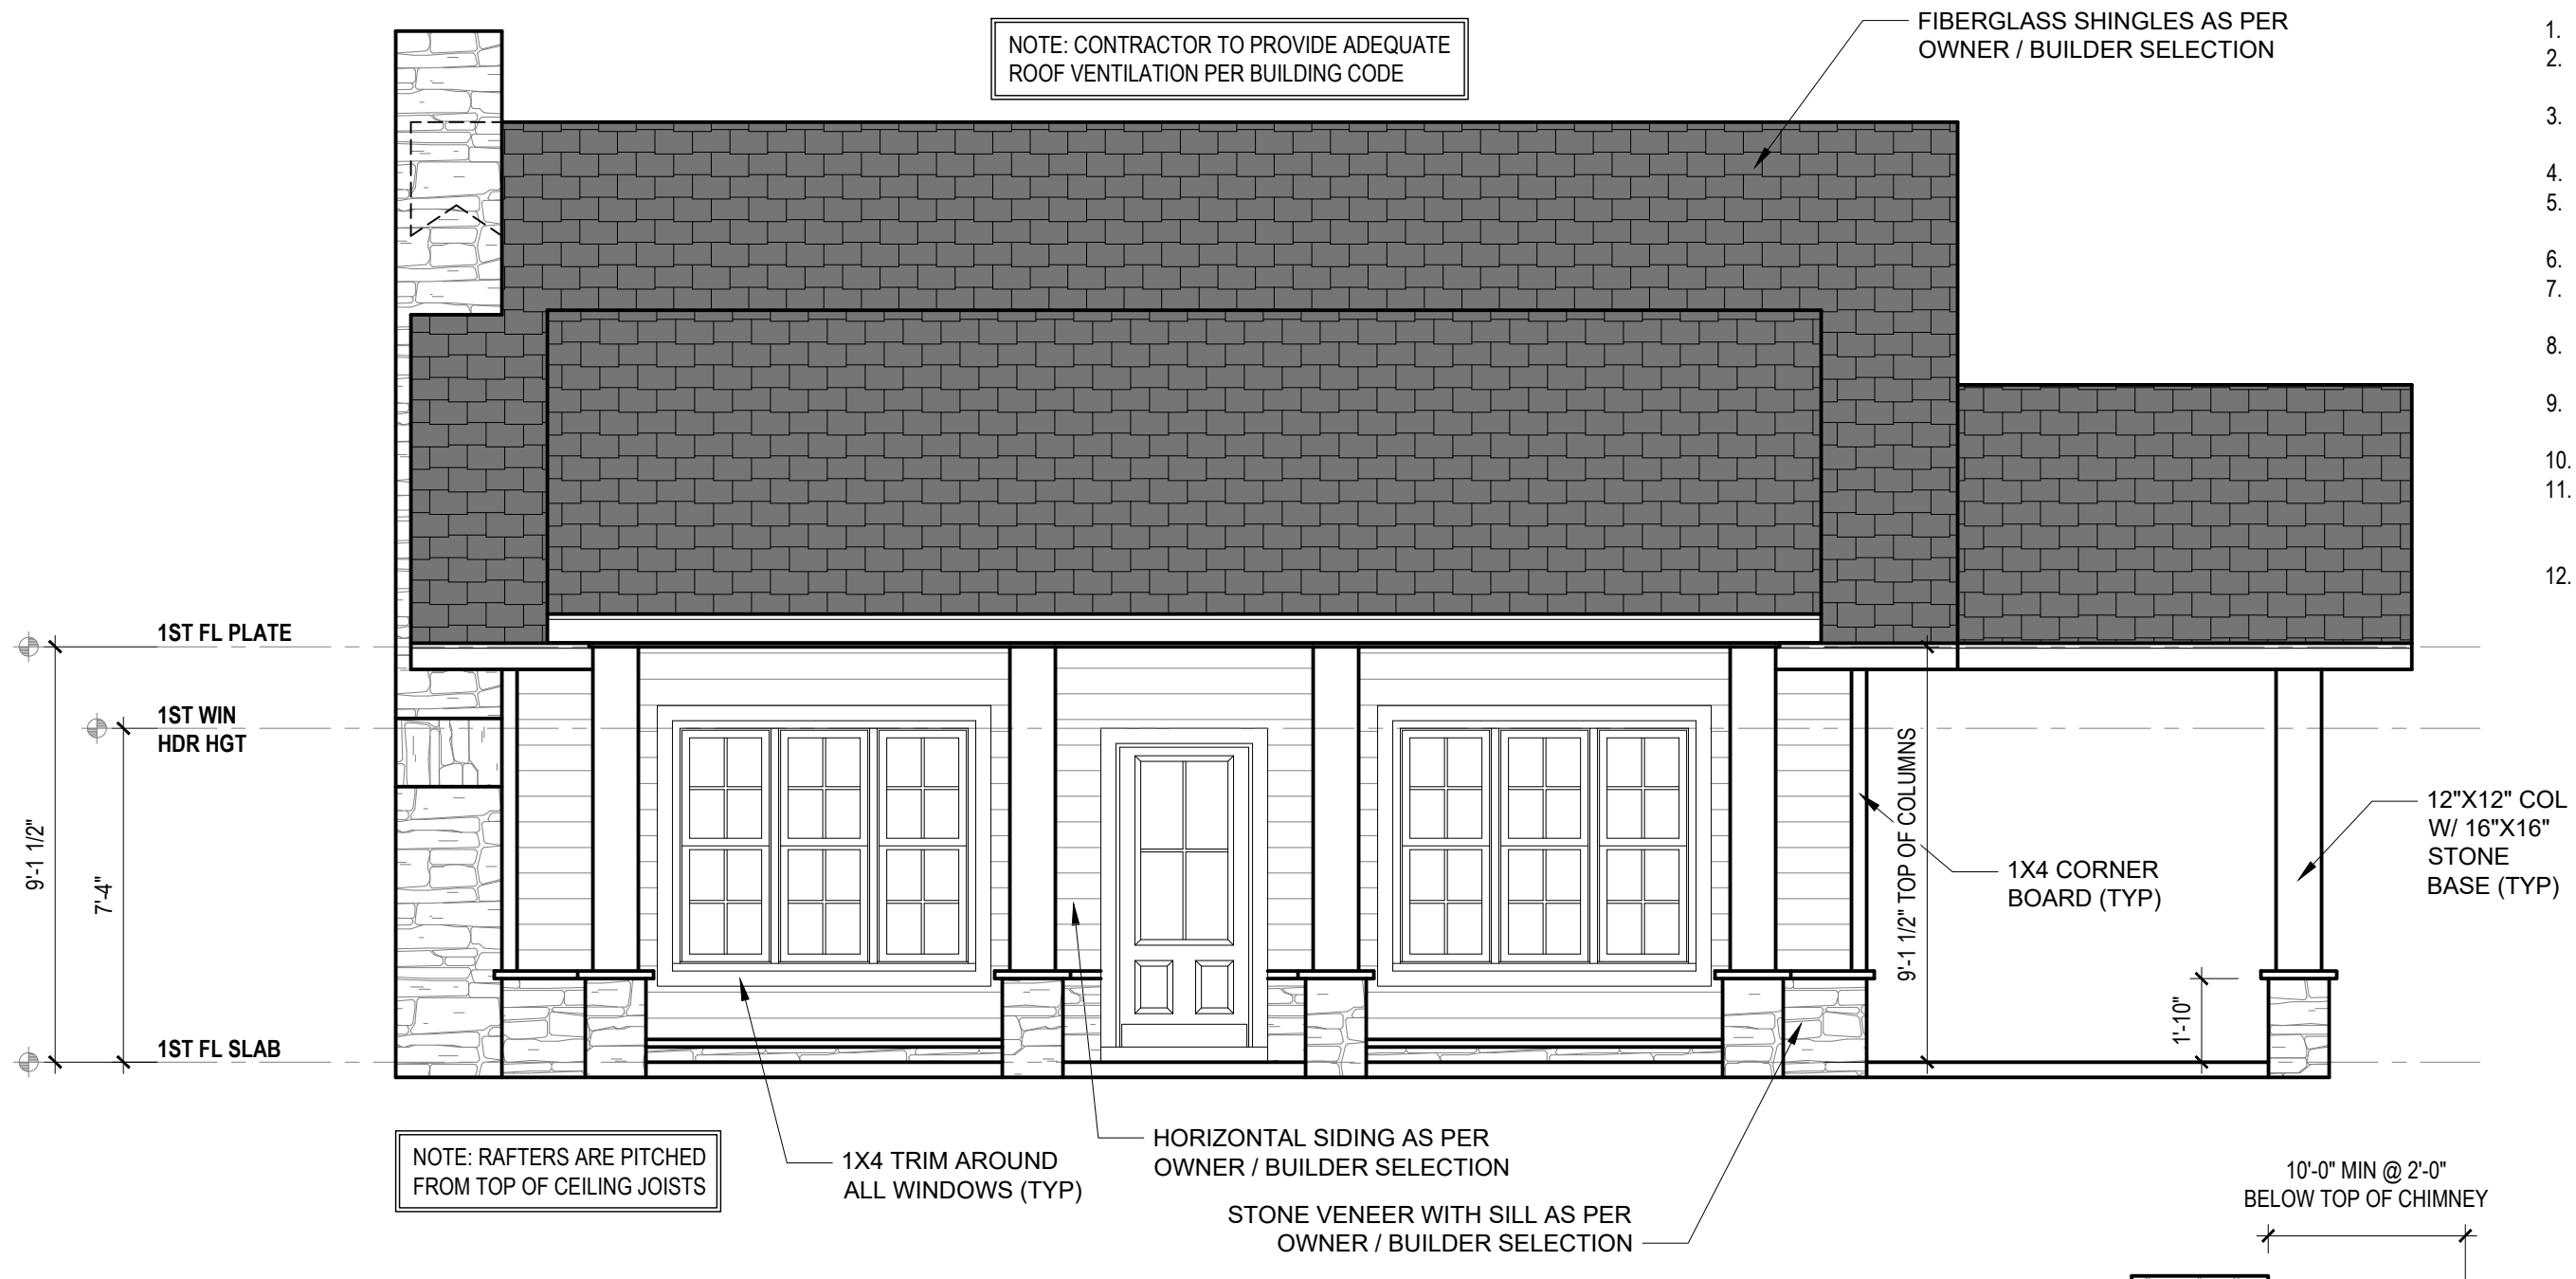 NOTE: CONTRACTOR TO PROVIDE ADEQUATE
ROOF VENTILATION PER BUILDING CODE
FIBERGLASS SHINGLES AS PER
OWNER / BUILDER SELECTION
1.
2.
3.
4.
5.
6.
7.
8.
9.
10.
11.
12.
1ST FL PLATE
1ST WIN
HDR HGT
9'-1 1/2"
7'-4"
1ST FL SLAB
9'-1 1/2" TOP OF COLUMNS
12"X12" COL
W/ 16"X16"
STONE
BASE (TYP)
1X4 CORNER
BOARD (TYP)
1'-10"
NOTE: RAFTERS ARE PITCHED
FROM TOP OF CEILING JOISTS
1X4 TRIM AROUND
ALL WINDOWS (TYP)
HORIZONTAL SIDING AS PER
OWNER / BUILDER SELECTION
STONE VENEER WITH SILL AS PER
OWNER / BUILDER SELECTION
10'-0" MIN @ 2'-0"
BELOW TOP OF CHIMNEY